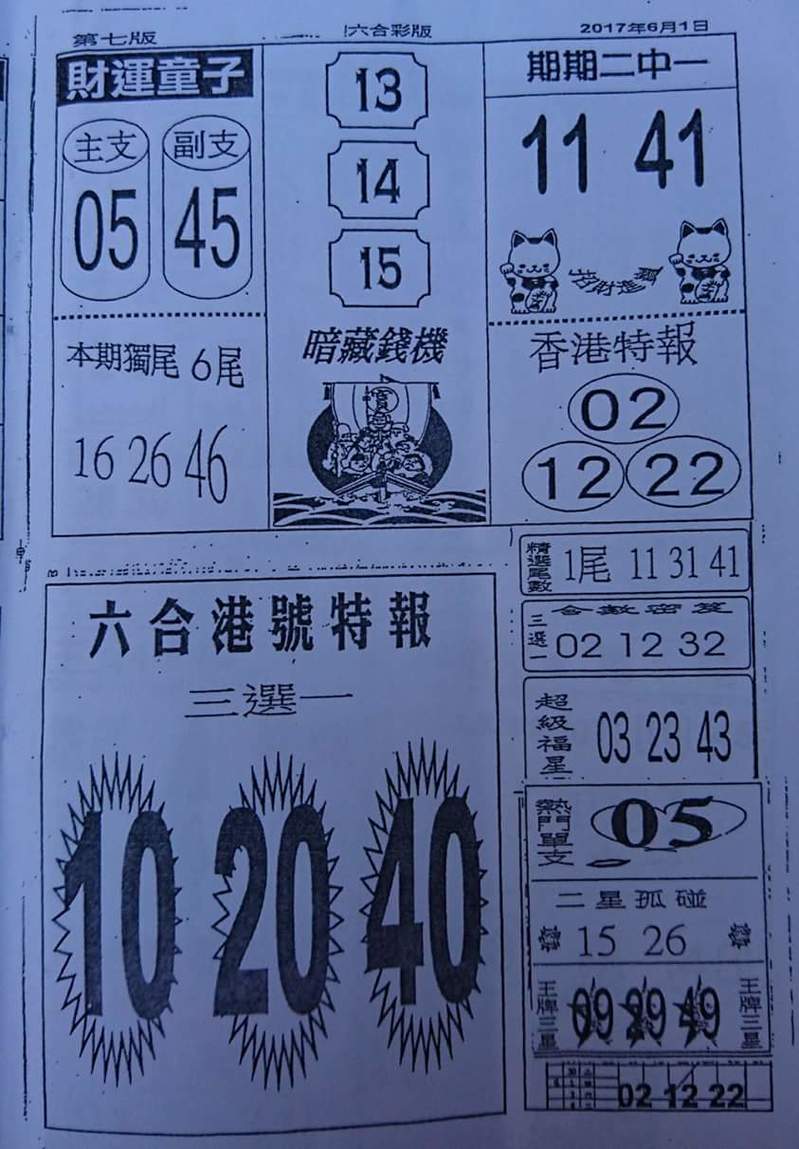 第七版
六合彩版
2017年6月1日
財運童子
主支
副支
05
45
本期獨尾 6尾
16 26 46
13
14
15
暗藏錢機
期期二中一
11 41
香港特報
02
12 22
精選尾數
1尾 11 31 41
合數密笈
三選一
02 12 32
超級福星
03 23 43
熱門單支
05
二星孤碰
15 26
王牌三星
09 29 49
王牌三星
02 12 22
六合港號特報
三選一
10 20 40